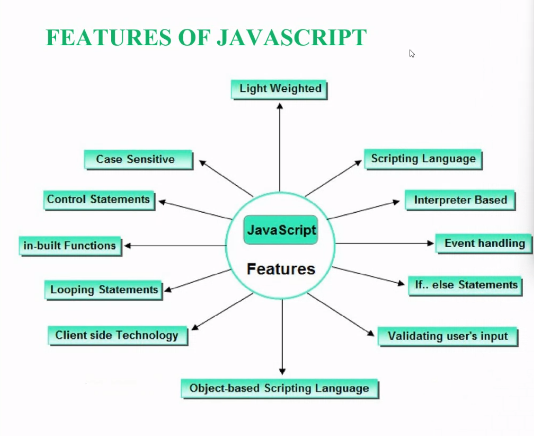 FEATURES OF JAVASCRIPT
Light Weighted
Case Sensitive
Scripting Language
Control Statements
Interpreter Based
JavaScript
Features
in-built Functions
Event handling
Looping Statements
If.. else Statements
Client side Technology
Validating user's input
Object-based Scripting Language